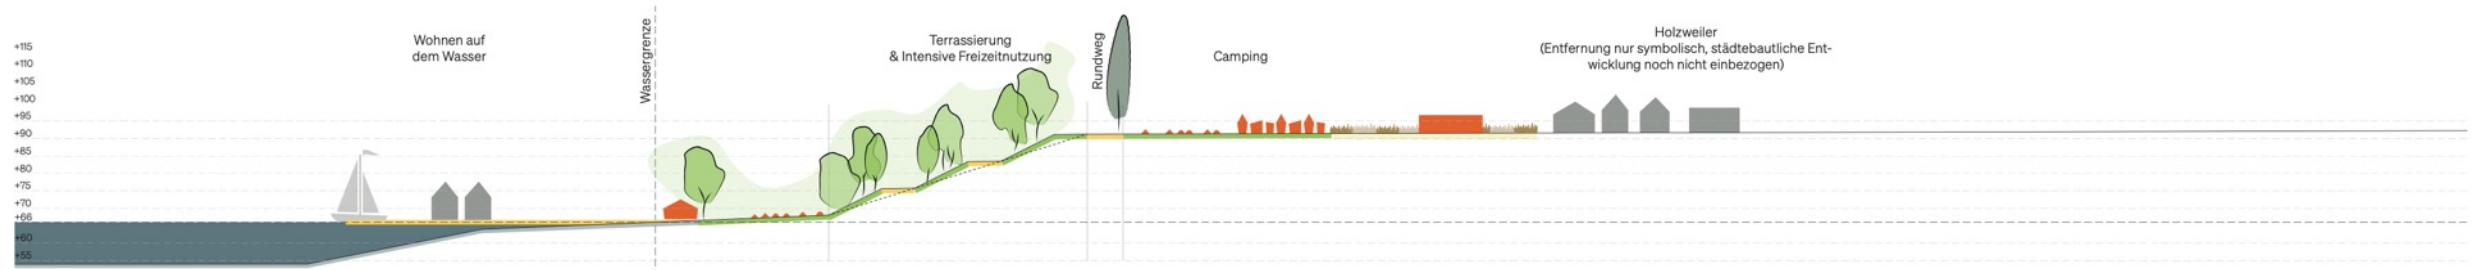 Wohnen auf
dem Wasser
Wassergrenze
Terrassierung
& Intensive Freizeitnutzung
Rundweg
Camping
Holzweiler
(Entfernung nur symbolisch, städtebautliche Ent-
wicklung noch nicht einbezogen)
+115
+110
+105
+100
+95
+90
+85
+80
+75
+70
+66
+60
+55